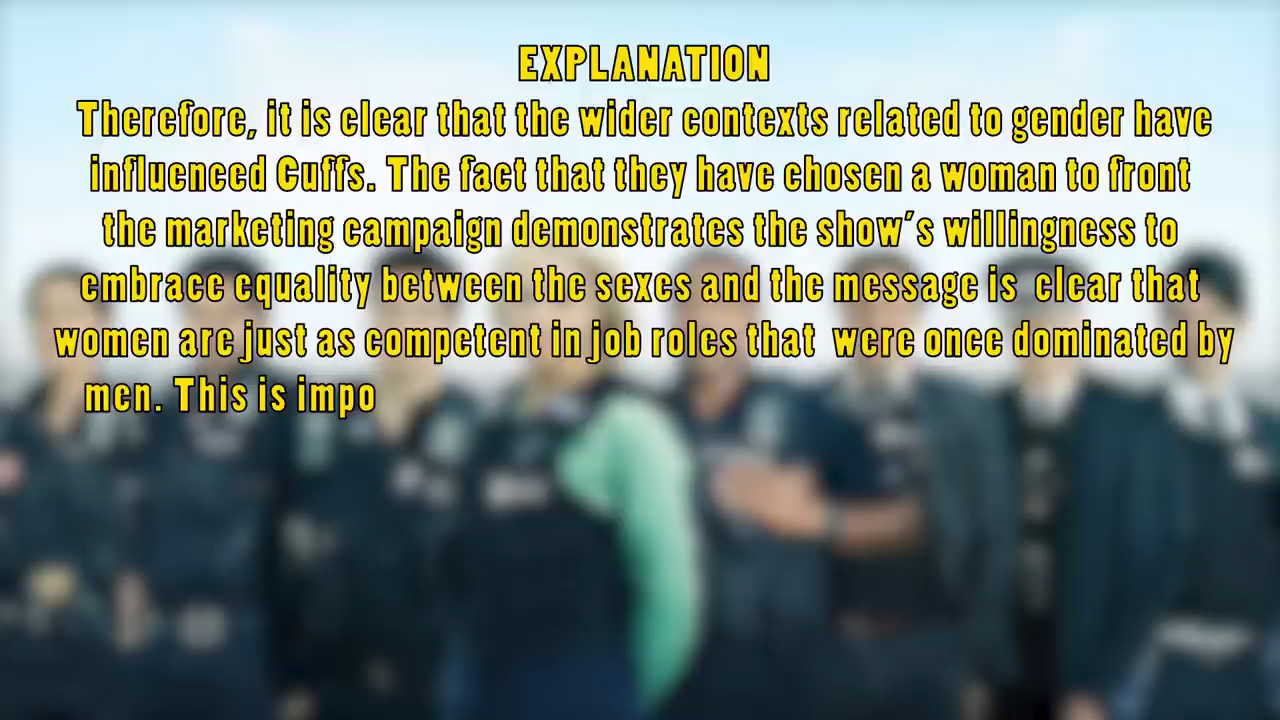 EXPLANATION
Therefore, it is clear that the wider contexts related to gender have
influenced Cuffs. The fact that they have chosen a woman to front
the marketing campaign demonstrates the show's willingness to
embrace equality between the sexes and the message is clear that
women are just as competent in job roles that were once dominated by
men. This is impo